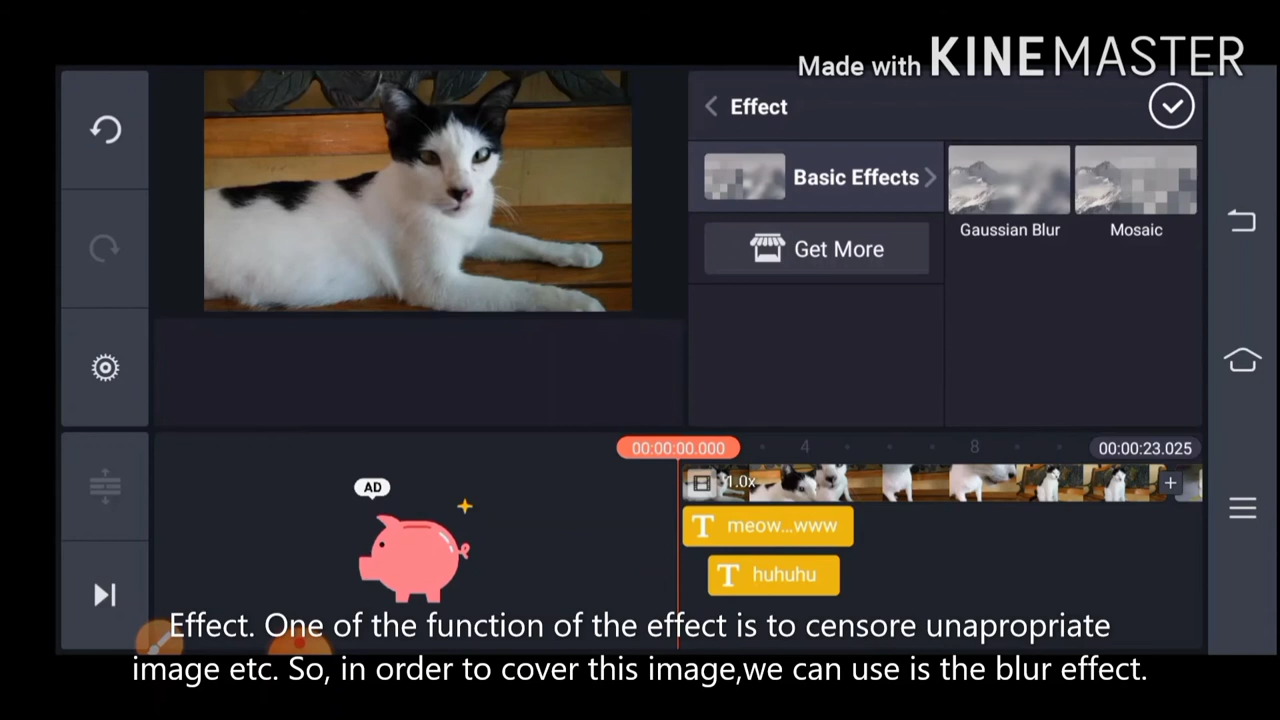 Made with KINEMASTER
Effect
Basic Effects
Gaussian Blur
Mosaic
Get More
00:00:00.000
4
8
00:00:23.025
1.0x
AD
T meow...www
T huhuhu
Effect. One of the function of the effect is to censore unapropriate
image etc. So, in order to cover this image,we can use is the blur effect.